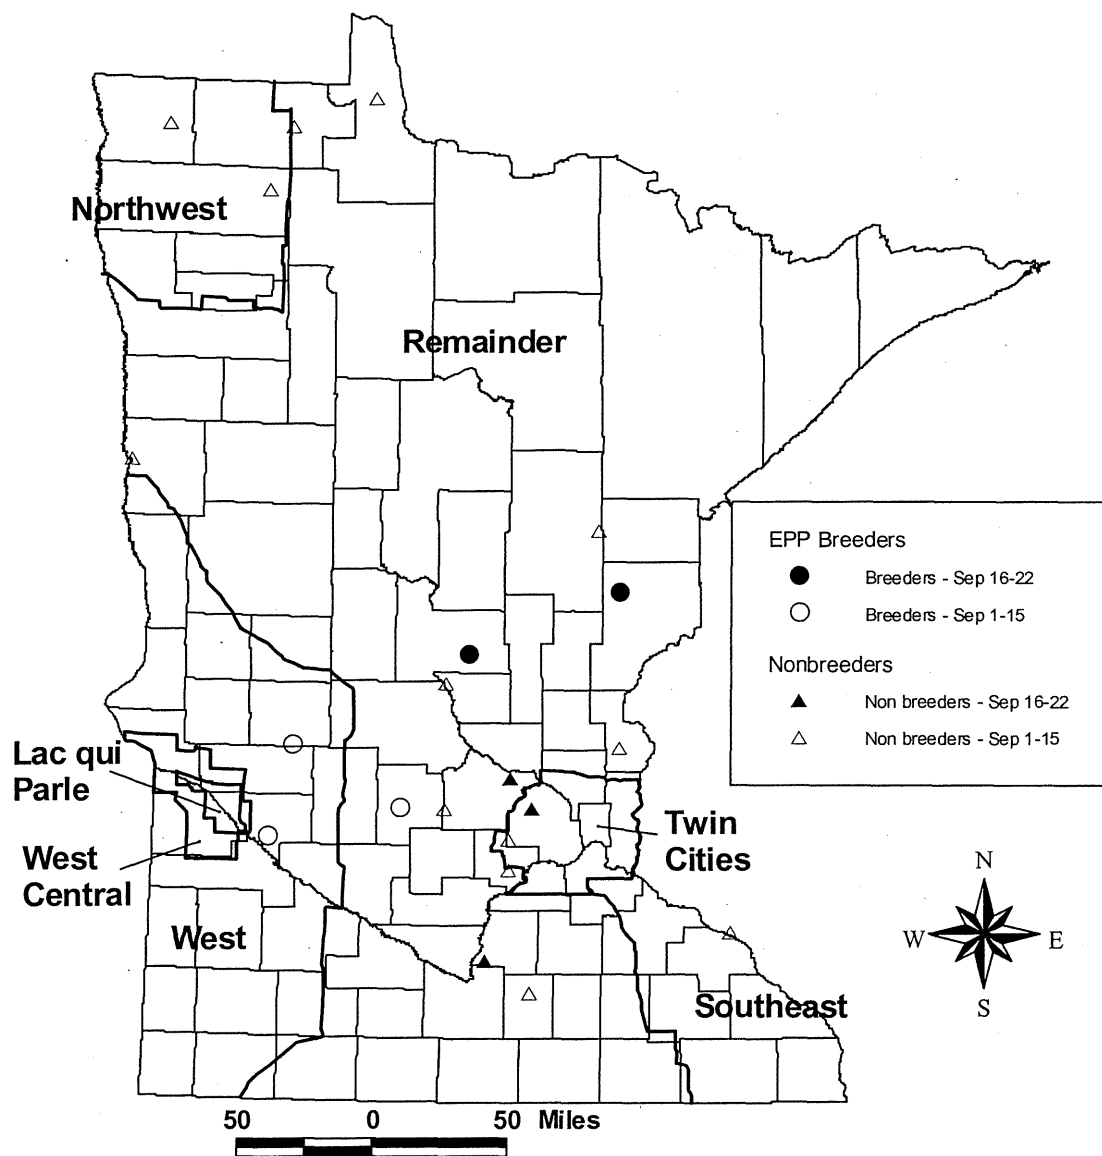 Northwest
Remainder
EPP Breeders
Breeders - Sep 16-22
Breeders - Sep 1-15
Nonbreeders
Non breeders - Sep 16-22
Non breeders - Sep 1-15
Lac qui
Parle
West
Central
Twin
Cities
West
Southeast
N
W
E
S
50 0 50 Miles